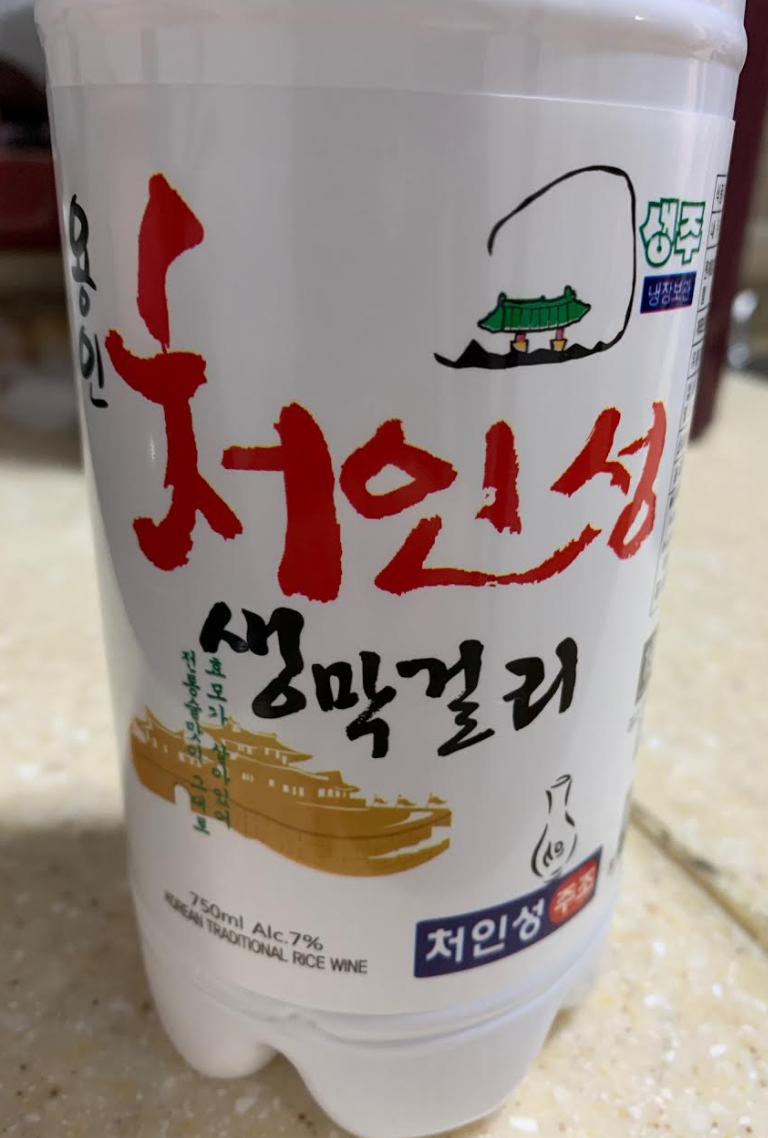 용인
생주
냉장보관
처인성
생막걸리
효모가 살아있어
전통술맛이 그대로
750ml Alc.7%
KOREAN TRADITIONAL RICE WINE
처인성 주조